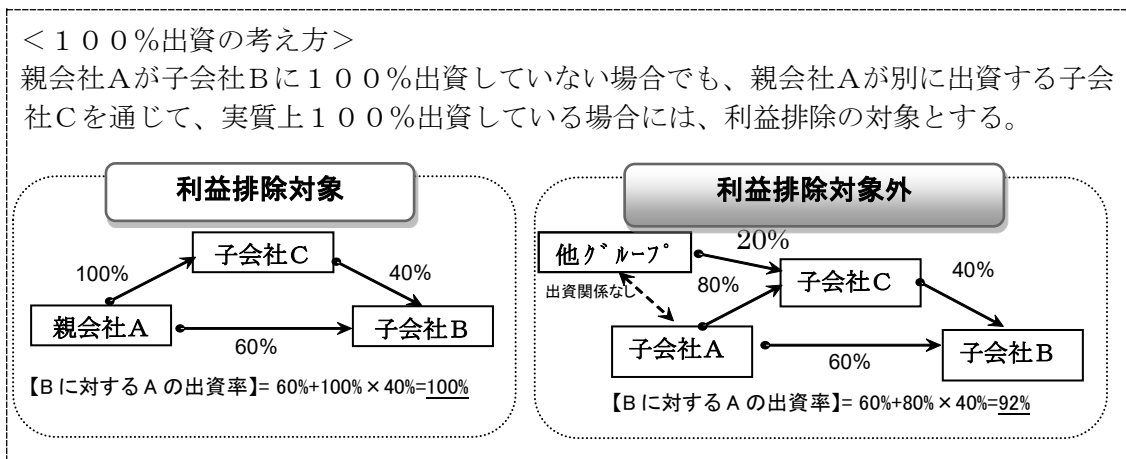 ＜１００％出資の考え方＞
親会社Ａが子会社Ｂに１００％出資していない場合でも、親会社Ａが別に出資する子会
社Ｃを通じて、実質上１００％出資している場合には、利益排除の対象とする。
利益排除対象
子会社Ｃ
100%
40%
親会社Ａ
子会社Ｂ
60%
【B に対する A の出資率】= 60%+100%×40%=100%
利益排除対象外
他ｸﾞﾙｰﾌﾟ
20%
子会社Ｃ
40%
出資関係なし
80%
子会社Ａ
子会社Ｂ
60%
【B に対する A の出資率】= 60%+80%×40%=92%